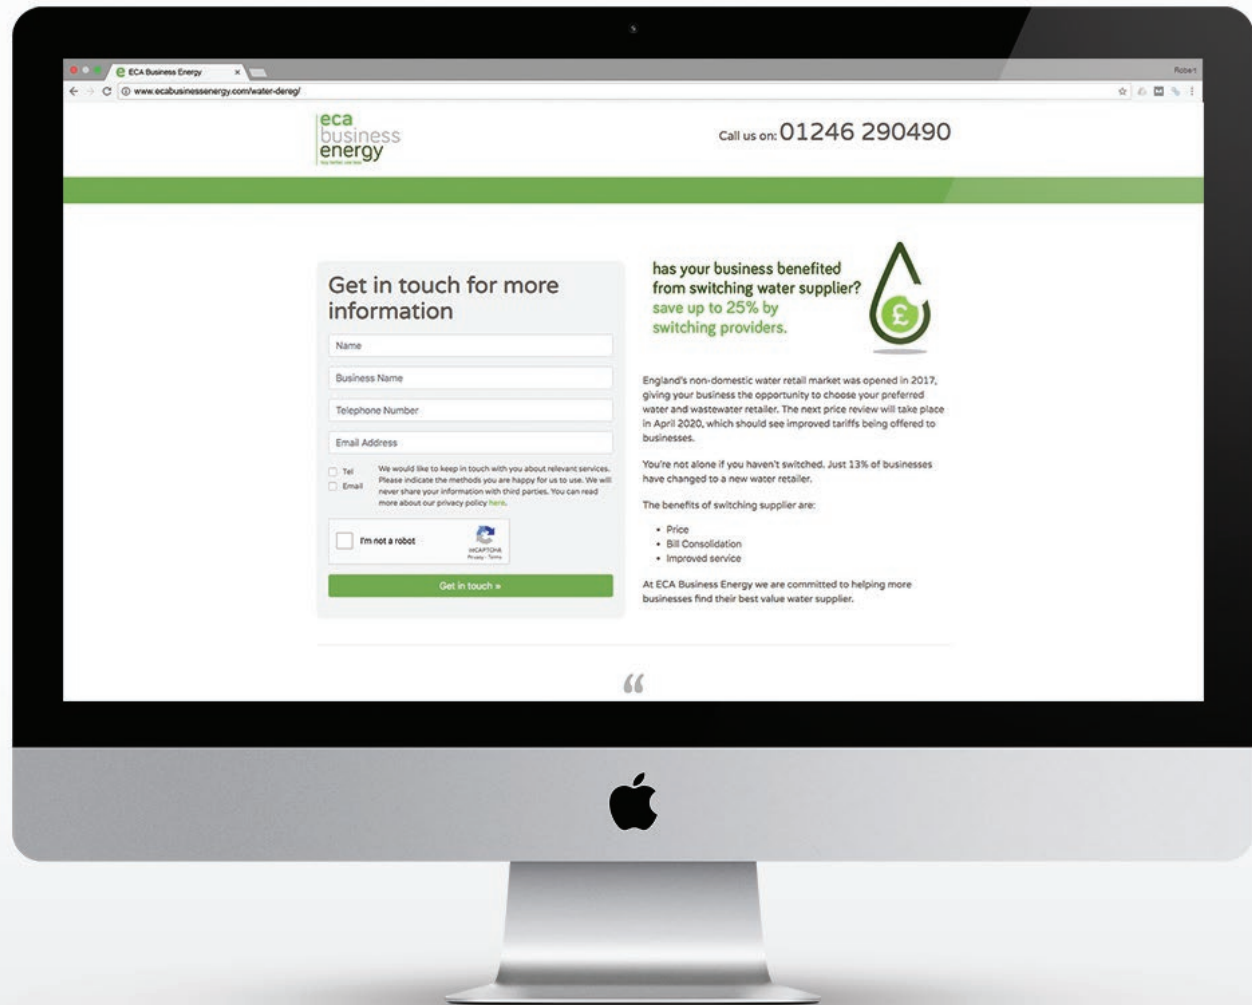 ECA Business Energy
Robert
www.ecabusinessenergy.com/water-dereg/
eca
business
energy
buy better use less
Call us on: 01246 290490
Get in touch for more
information
Name
Business Name
Telephone Number
Email Address
Tel
Email
We would like to keep in touch with you about relevant services.
Please indicate the methods you are happy for us to use. We will
never share your information with third parties. You can read
more about our privacy policy here.
I'm not a robot
reCAPTCHA
Privacy - Terms
Get in touch »
has your business benefited
from switching water supplier?
save up to 25% by
switching providers.
£
England's non-domestic water retail market was opened in 2017,
giving your business the opportunity to choose your preferred
water and wastewater retailer. The next price review will take place
in April 2020, which should see improved tariffs being offered to
businesses.
You're not alone if you haven't switched. Just 13% of businesses
have changed to a new water retailer.
The benefits of switching supplier are:
• Price
• Bill Consolidation
• Improved service
At ECA Business Energy we are committed to helping more
businesses find their best value water supplier.
“